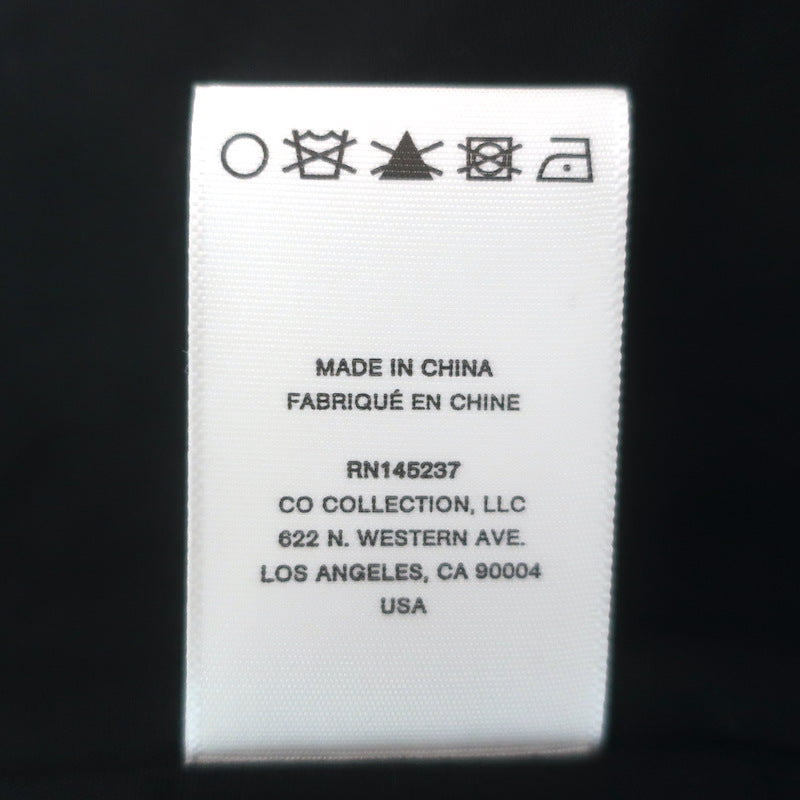 MADE IN CHINA
FABRIQUÉ EN CHINE
RN145237
CO COLLECTION, LLC
622 N. WESTERN AVE.
LOS ANGELES, CA 90004
USA